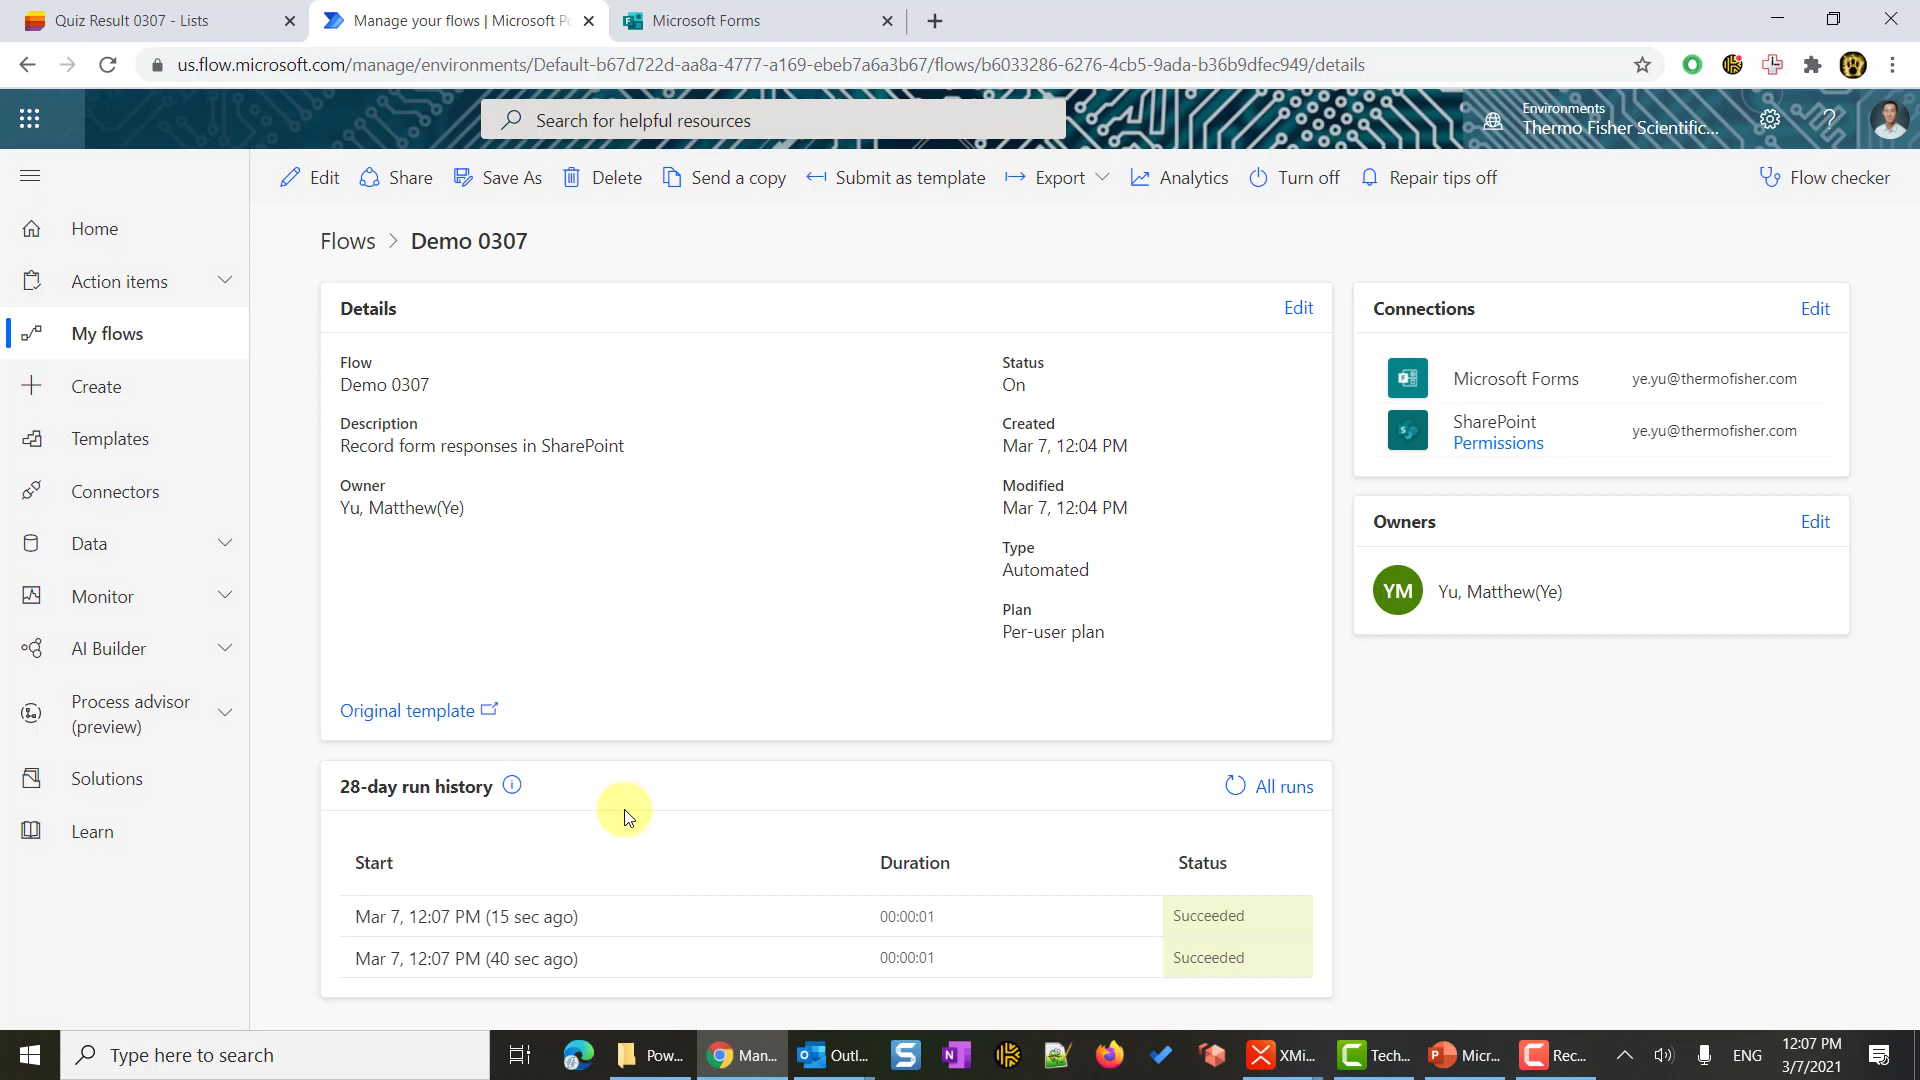 Quiz Result 0307 - Lists
Manage your flows | Microsoft Po
Microsoft Forms
us.flow.microsoft.com/manage/environments/Default-b67d722d-aa8a-4777-a169-ebeb7a6a3b67/flows/b6033286-6276-4cb5-9ada-b36b9dfec949/details
Search for helpful resources
Environments
Thermo Fisher Scientific...
Edit
Share
Save As
Delete
Send a copy
Submit as template
Export
Analytics
Turn off
Repair tips off
Flow checker
Home
Action items
My flows
Create
Templates
Connectors
Data
Monitor
AI Builder
Process advisor
(preview)
Solutions
Learn
Flows > Demo 0307
Details
Edit
Flow
Demo 0307
Description
Record form responses in SharePoint
Owner
Yu, Matthew(Ye)
Status
On
Created
Mar 7, 12:04 PM
Modified
Mar 7, 12:04 PM
Type
Automated
Plan
Per-user plan
Original template
Connections
Edit
Microsoft Forms
ye.yu@thermofisher.com
SharePoint
Permissions
ye.yu@thermofisher.com
Owners
Edit
YM
Yu, Matthew(Ye)
28-day run history
All runs
Start
Duration
Status
Mar 7, 12:07 PM (15 sec ago)
00:00:01
Succeeded
Mar 7, 12:07 PM (40 sec ago)
00:00:01
Succeeded
Type here to search
Pow...
Man...
Outl...
XMi...
Tech...
Micr...
Rec...
ENG
12:07 PM
3/7/2021